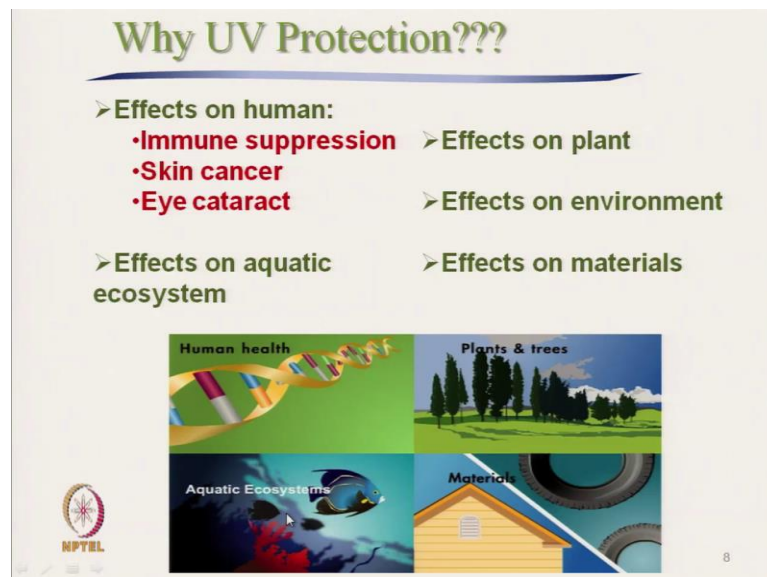 Why UV Protection???
➢Effects on human:
•Immune suppression
•Skin cancer
•Eye cataract
➢Effects on aquatic
ecosystem
➢Effects on plant
➢Effects on environment
➢Effects on materials
Human health
Plants & trees
Aquatic Ecosystems
Materials
NPTEL
8